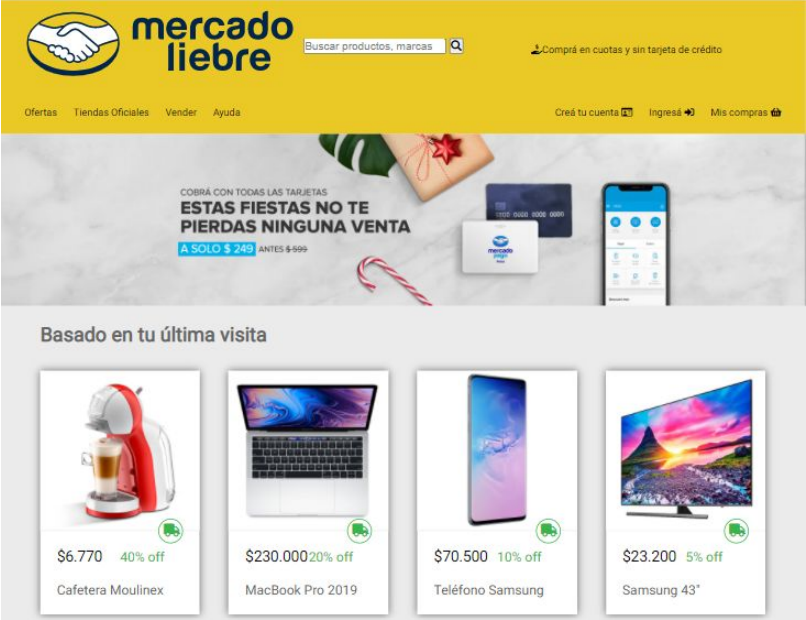 mercado
liebre
Buscar productos, marcas
Comprá en cuotas y sin tarjeta de crédito
Ofertas Tiendas Oficiales Vender Ayuda
Creá tu cuenta Ingresá Mis compras
COBRÁ CON TODAS LAS TARJETAS
ESTAS FIESTAS NO TE
PIERDAS NINGUNA VENTA
A SOLO $ 249 ANTES $ 599
mercado
pago
Basado en tu última visita
$6.770 40% off
Cafetera Moulinex
$230.000 20% off
MacBook Pro 2019
$70.500 10% off
Teléfono Samsung
$23.200 5% off
Samsung 43"